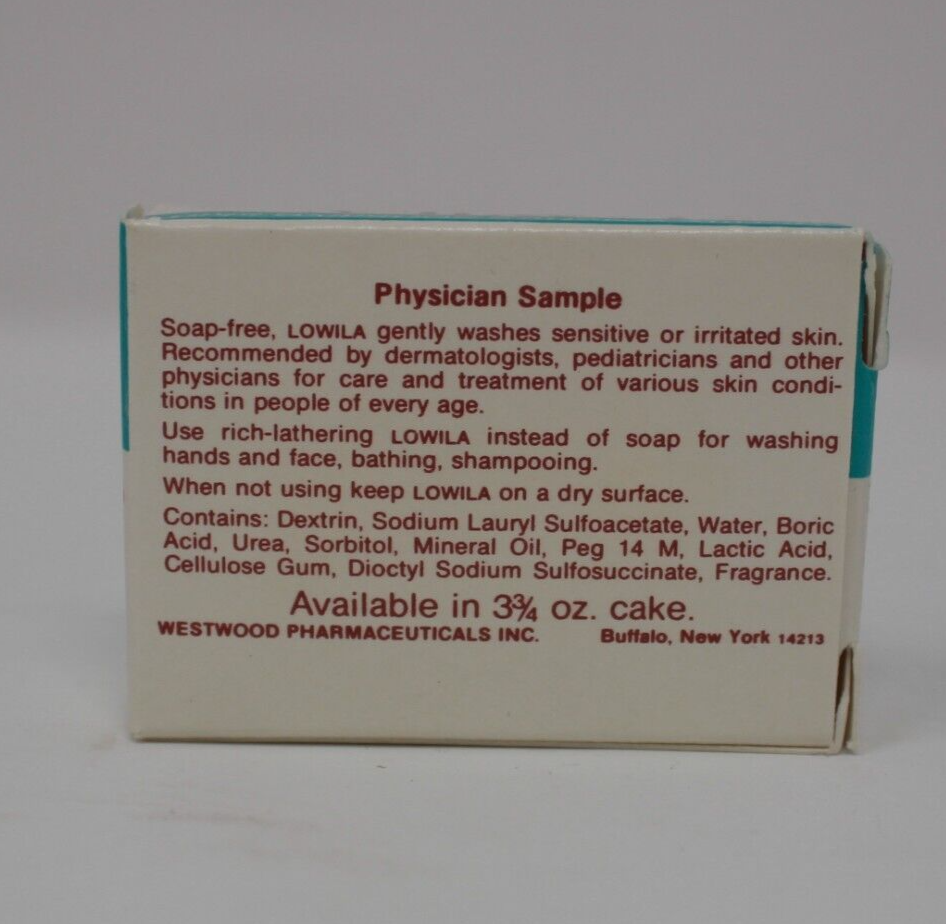 Physician Sample
Soap-free, LOWILA gently washes sensitive or irritated skin.
Recommended by dermatologists, pediatricians and other
physicians for care and treatment of various skin condi-
tions in people of every age.
Use rich-lathering LOWILA instead of soap for washing
hands and face, bathing, shampooing.
When not using keep LOWILA on a dry surface.
Contains: Dextrin, Sodium Lauryl Sulfoacetate, Water, Boric
Acid, Urea, Sorbitol, Mineral Oil, Peg 14 M, Lactic Acid,
Cellulose Gum, Dioctyl Sodium Sulfosuccinate, Fragrance.
Available in 3¾ oz. cake.
WESTWOOD PHARMACEUTICALS INC. Buffalo, New York 14213